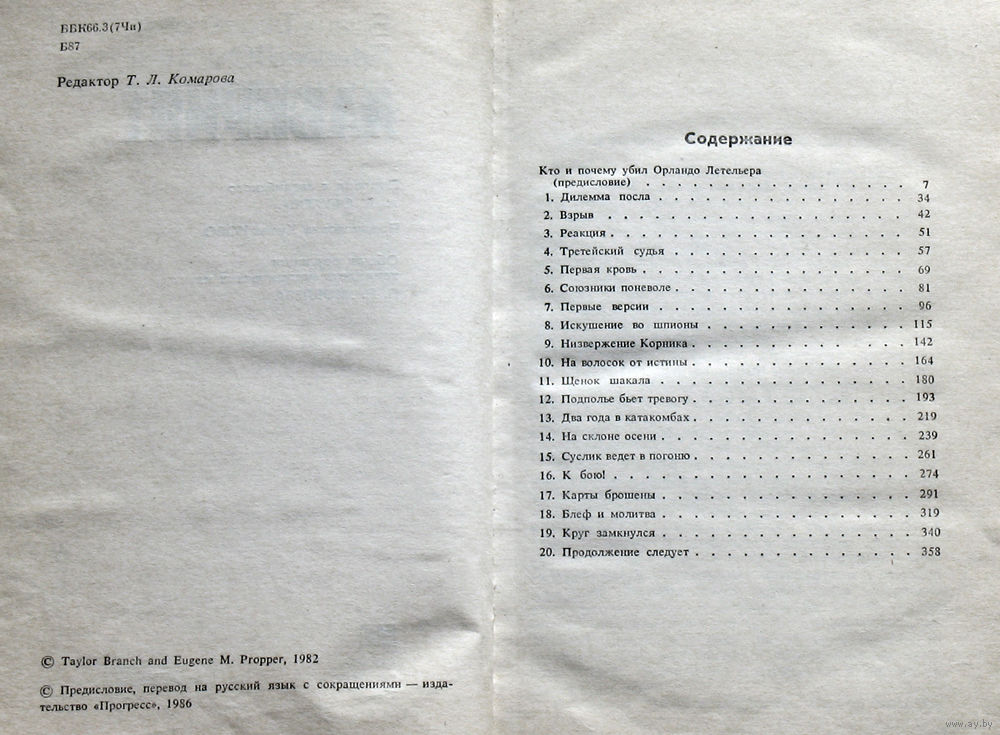 ББК66.3(7Чи)
Б87
Редактор Т. Л. Комарова
© Taylor Branch and Eugene M. Propper, 1982
© Предисловие, перевод на русский язык с сокращениями — изда-
тельство «Прогресс», 1986
Содержание
Кто и почему убил Орландо Летельера
(предисловие) . . . . . . . . . . . . . . . . 7
1. Дилемма посла . . . . . . . . . . . . . . . . 34
2. Взрыв . . . . . . . . . . . . . . . . . . 42
3. Реакция . . . . . . . . . . . . . . . . . . 51
4. Третейский судья . . . . . . . . . . . . . . . 57
5. Первая кровь . . . . . . . . . . . . . . . . 69
6. Союзники поневоле . . . . . . . . . . . . . . 81
7. Первые версии . . . . . . . . . . . . . . . . 96
8. Искушение во шпионы . . . . . . . . . . . . . 115
9. Низвержение Корника . . . . . . . . . . . . . . 142
10. На волосок от истины . . . . . . . . . . . . . . 164
11. Щенок шакала . . . . . . . . . . . . . . . . 180
12. Подполье бьет тревогу . . . . . . . . . . . . . . 193
13. Два года в катакомбах . . . . . . . . . . . . . . 219
14. На склоне осени . . . . . . . . . . . . . . . . 239
15. Суслик ведет в погоню . . . . . . . . . . . . . . 261
16. К бою! . . . . . . . . . . . . . . . . . . 274
17. Карты брошены . . . . . . . . . . . . . . . . 291
18. Блеф и молитва . . . . . . . . . . . . . . . . 319
19. Круг замкнулся . . . . . . . . . . . . . . . . 340
20. Продолжение следует . . . . . . . . . . . . . . 358
www.ay.by